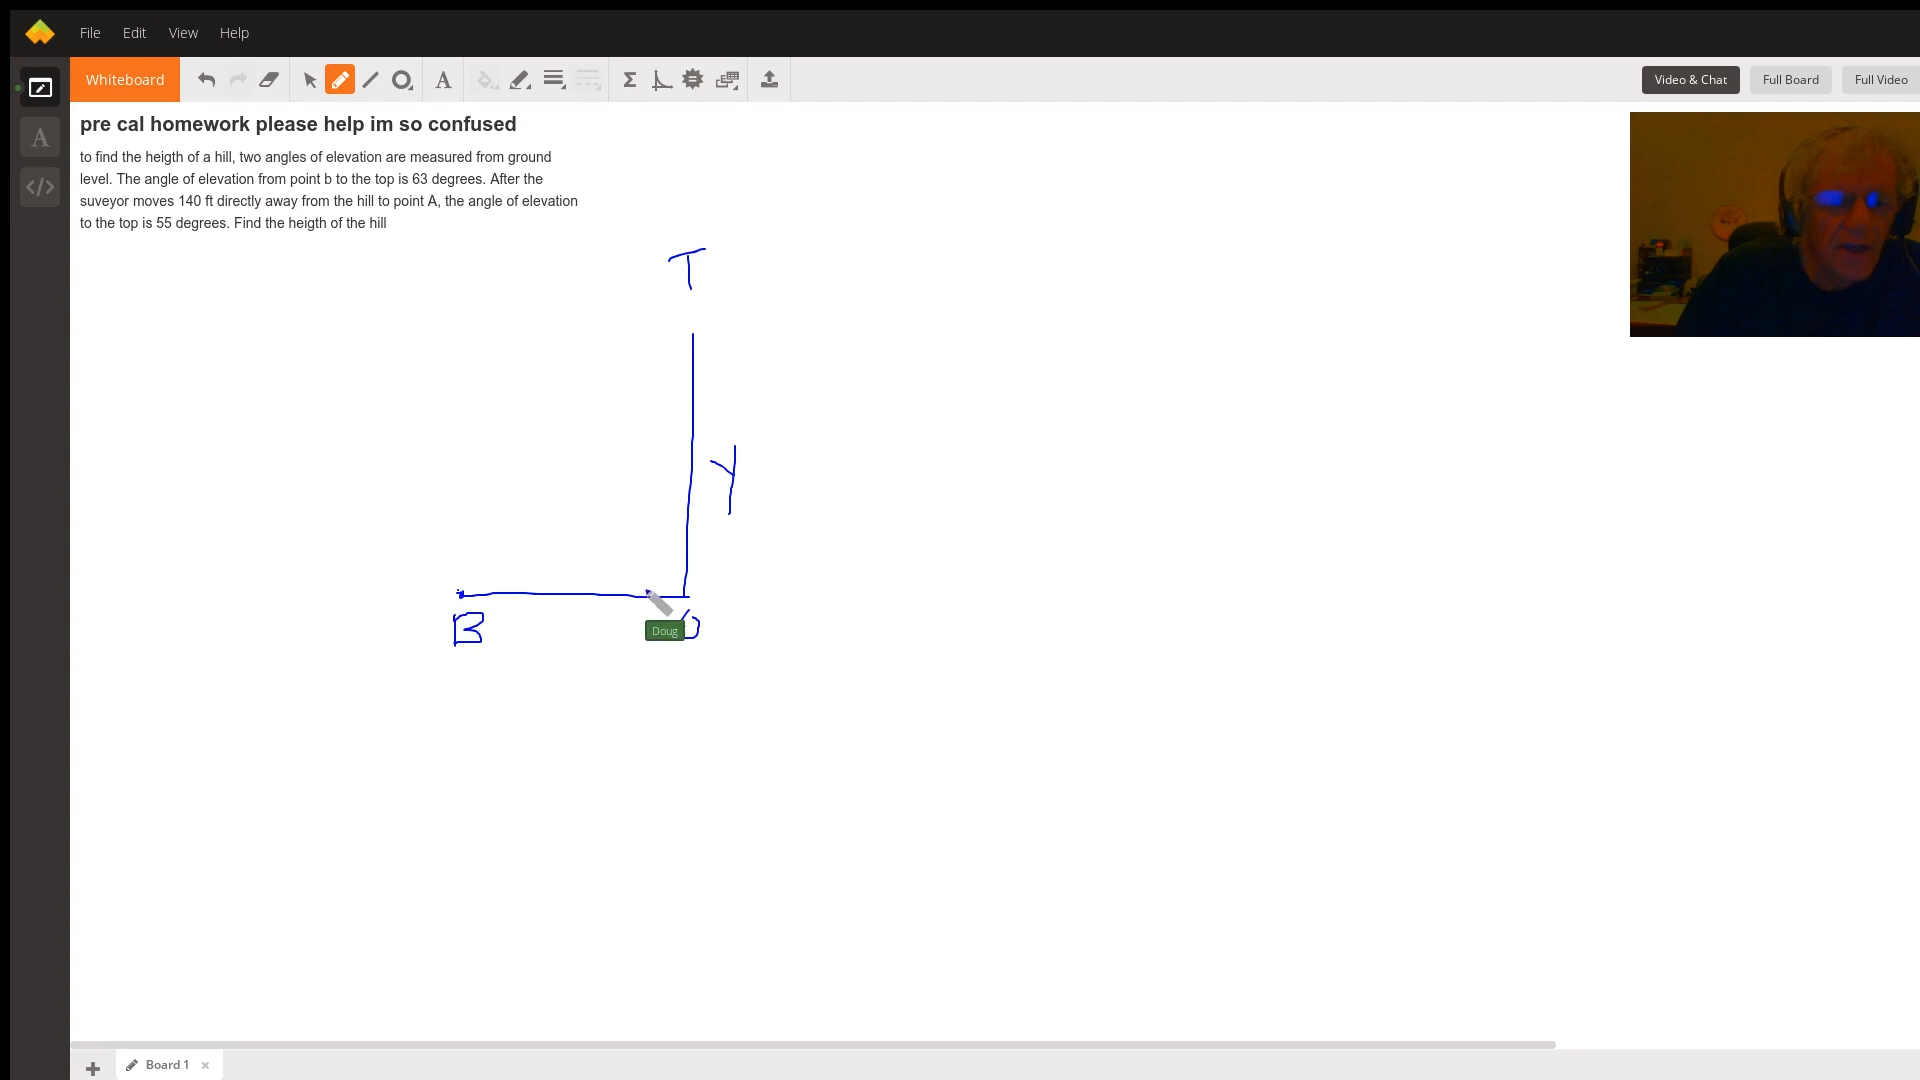 File Edit View Help
Whiteboard A Σ Video & Chat Full Board Full Video
A
</>
pre cal homework please help im so confused
to find the heigth of a hill, two angles of elevation are measured from ground
level. The angle of elevation from point b to the top is 63 degrees. After the
suveyor moves 140 ft directly away from the hill to point A, the angle of elevation
to the top is 55 degrees. Find the heigth of the hill
T
y
B
Doug
+ Board 1 ×